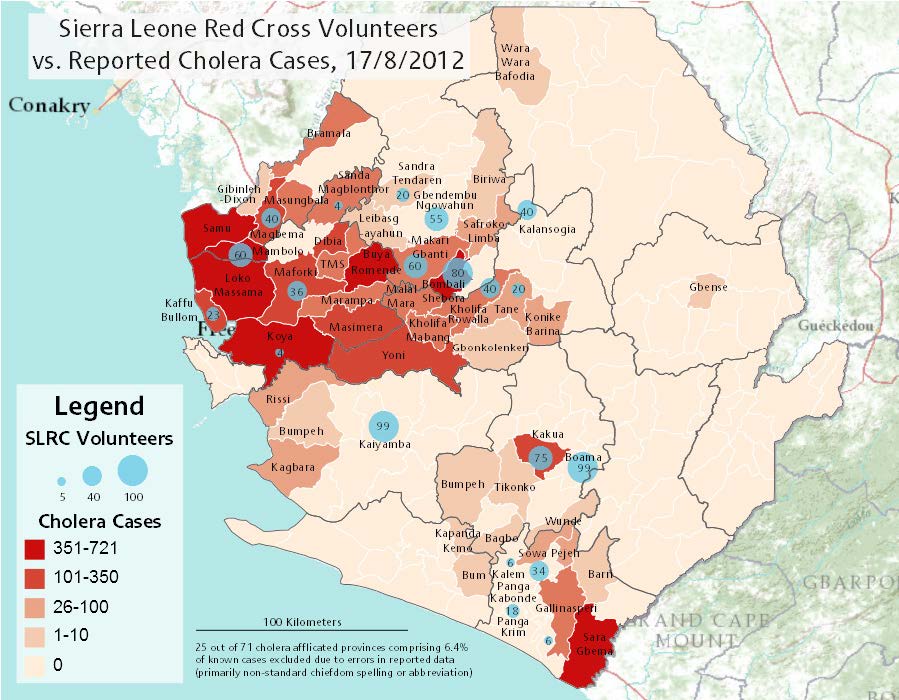 Sierra Leone Red Cross Volunteers
vs. Reported Cholera Cases, 17/8/2012
Conakry
Wara
Wara
Bafodia
Bramala
Sanda
Magblonthor
4
Sandra
Tendaren
20
Gbendembu
Ngowahun
55
Biriwa
Gibinleh
-Dixon
Masungbala
40
Magbema
Samu
60
Mambolo
Dibia
Leibasg
-ayahun
Makari
Gbanti
60
Safroko
Limba
40
Kalansogia
TMS
Buya
Romende
80
Bombali
Shebora
Loko
Massama
Maforki
36
Malal
Mara
40
20
Kholifa
Rowalla
Tane
Gbense
Kaffu
Bullom
23
Marampa
Masimera
Kholifa
Mabang
Konike
Barina
Gueckedou
Free
Koya
4
Yoni
Gbonkolenken
Rissi
Bumpeh
99
Kaiyamba
Kagbara
Kakua
75
Boama
99
Bumpeh
Tikonko
Kapanda
Kemo
Bagbo
Wunde
Sowa
Pejeh
6
34
Bum
Kalem
Panga
Kabonde
18
Panga
Krim
6
Barri
Gallinasperi
Sara
Gbema
GBARPO
GRAND CAPE
MOUNT
Legend
SLRC Volunteers
5
40
100
Cholera Cases
351-721
101-350
26-100
1-10
0
100 Kilometers
25 out of 71 cholera afflicated provinces comprising 6.4%
of known cases excluded due to errors in reported data
(primarily non-standard chiefdom spelling or abbreviation)